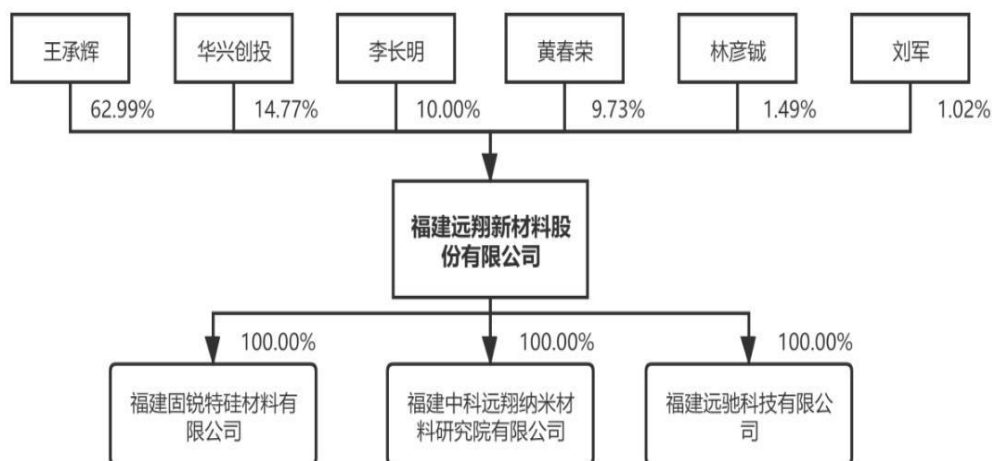 王承辉
华兴创投
李长明
黄春荣
林彦铖
刘军
62.99%
14.77%
10.00%
9.73%
1.49%
1.02%
福建远翔新材料股
份有限公司
100.00%
100.00%
100.00%
福建固锐特硅材料有
限公司
福建中科远翔纳米材
料研究院有限公司
福建远驰科技有限公
司